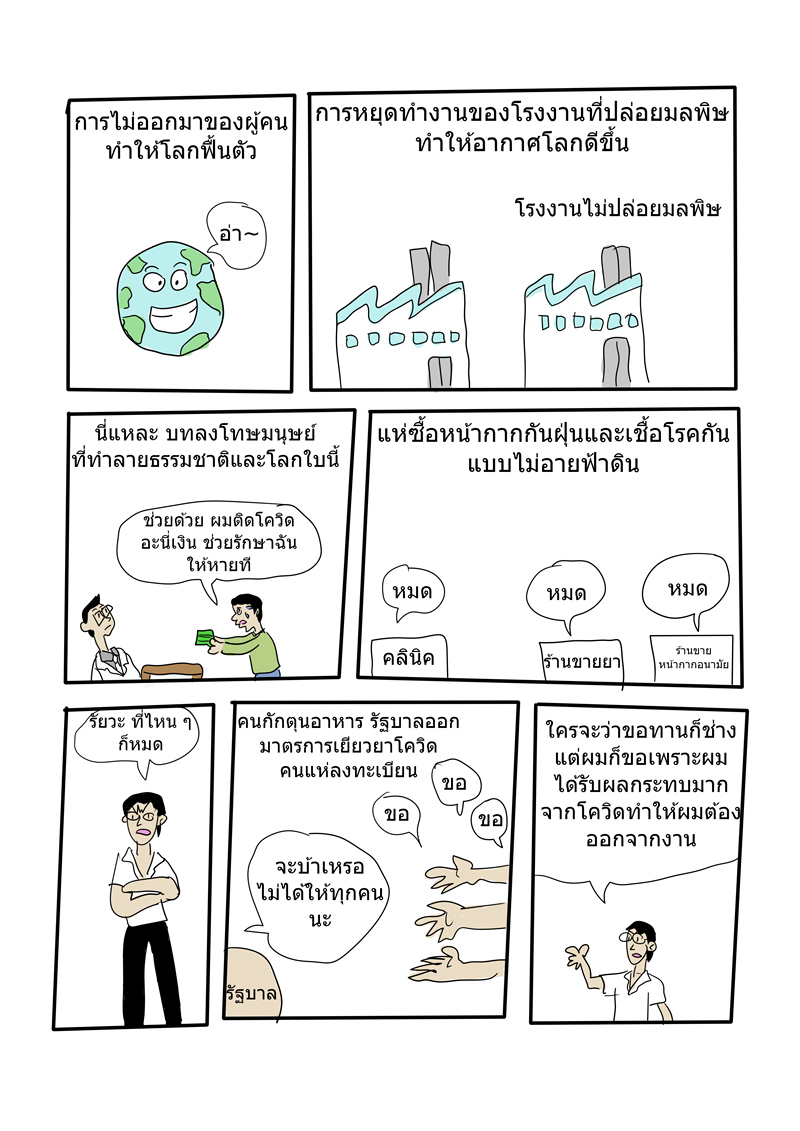 การไม่ออกมาของผู้คน
ทำให้โลกฟื้นตัว
อ่า~
การหยุดทำงานของโรงงานที่ปล่อยมลพิษ
ทำให้อากาศโลกดีขึ้น
โรงงานไม่ปล่อยมลพิษ
นี่แหละ บทลงโทษมนุษย์
ที่ทำลายธรรมชาติและโลกใบนี้
ช่วยด้วย ผมติดโควิด
อะนี่เงิน ช่วยรักษาฉัน
ให้หายที
แห่ซื้อหน้ากากกันฝุ่นและเชื้อโรคกัน
แบบไม่อายฟ้าดิน
หมด
หมด
หมด
คลินิค
ร้านขายยา
ร้านขาย
หน้ากากอนามัย
รัยวะ ที่ไหน ๆ
ก็หมด
คนกักตุนอาหาร รัฐบาลออก
มาตรการเยียวยาโควิด
คนแห่ลงทะเบียน
ขอ
ขอ
ขอ
จะบ้าเหรอ
ไม่ได้ให้ทุกคน
นะ
รัฐบาล
ใครจะว่าขอทานก็ช่าง
แต่ผมก็ขอเพราะผม
ได้รับผลกระทบมาก
จากโควิดทำให้ผมต้อง
ออกจากงาน